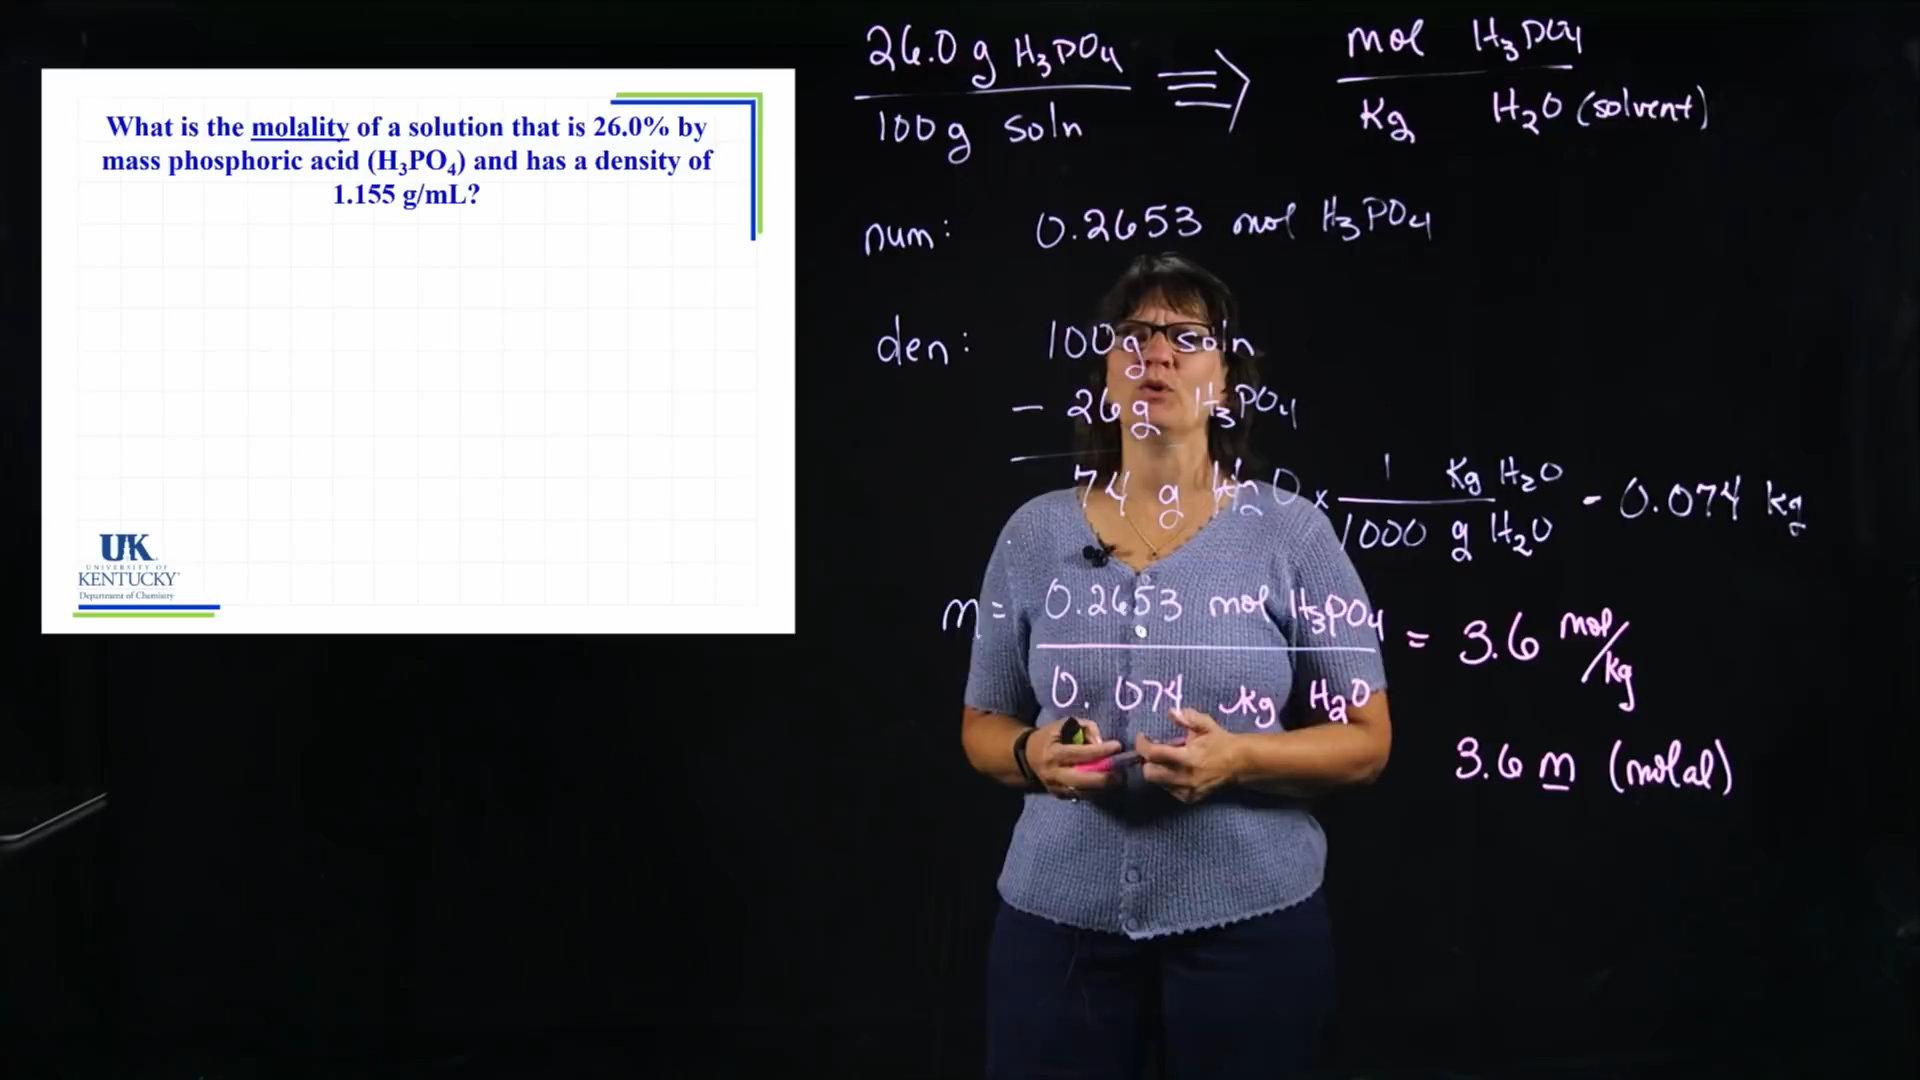 What is the molality of a solution that is 26.0% by
mass phosphoric acid (H₃PO₄) and has a density of
1.155 g/mL?
UK
UNIVERSITY OF
KENTUCKY
Department of Chemistry
26.0 g H₃PO₄ mol H₃PO₄
100 g soln Kg H₂O (solvent)
num: 0.2653 mol H₃PO₄
den: 100g soln
- 26g H₃PO₄
74 g H₂O x 1 Kg H₂O - 0.074 kg
1000 g H₂O
m = 0.2653 mol H₃PO₄ = 3.6 mol/kg
0.074 kg H₂O
3.6 m (molal)